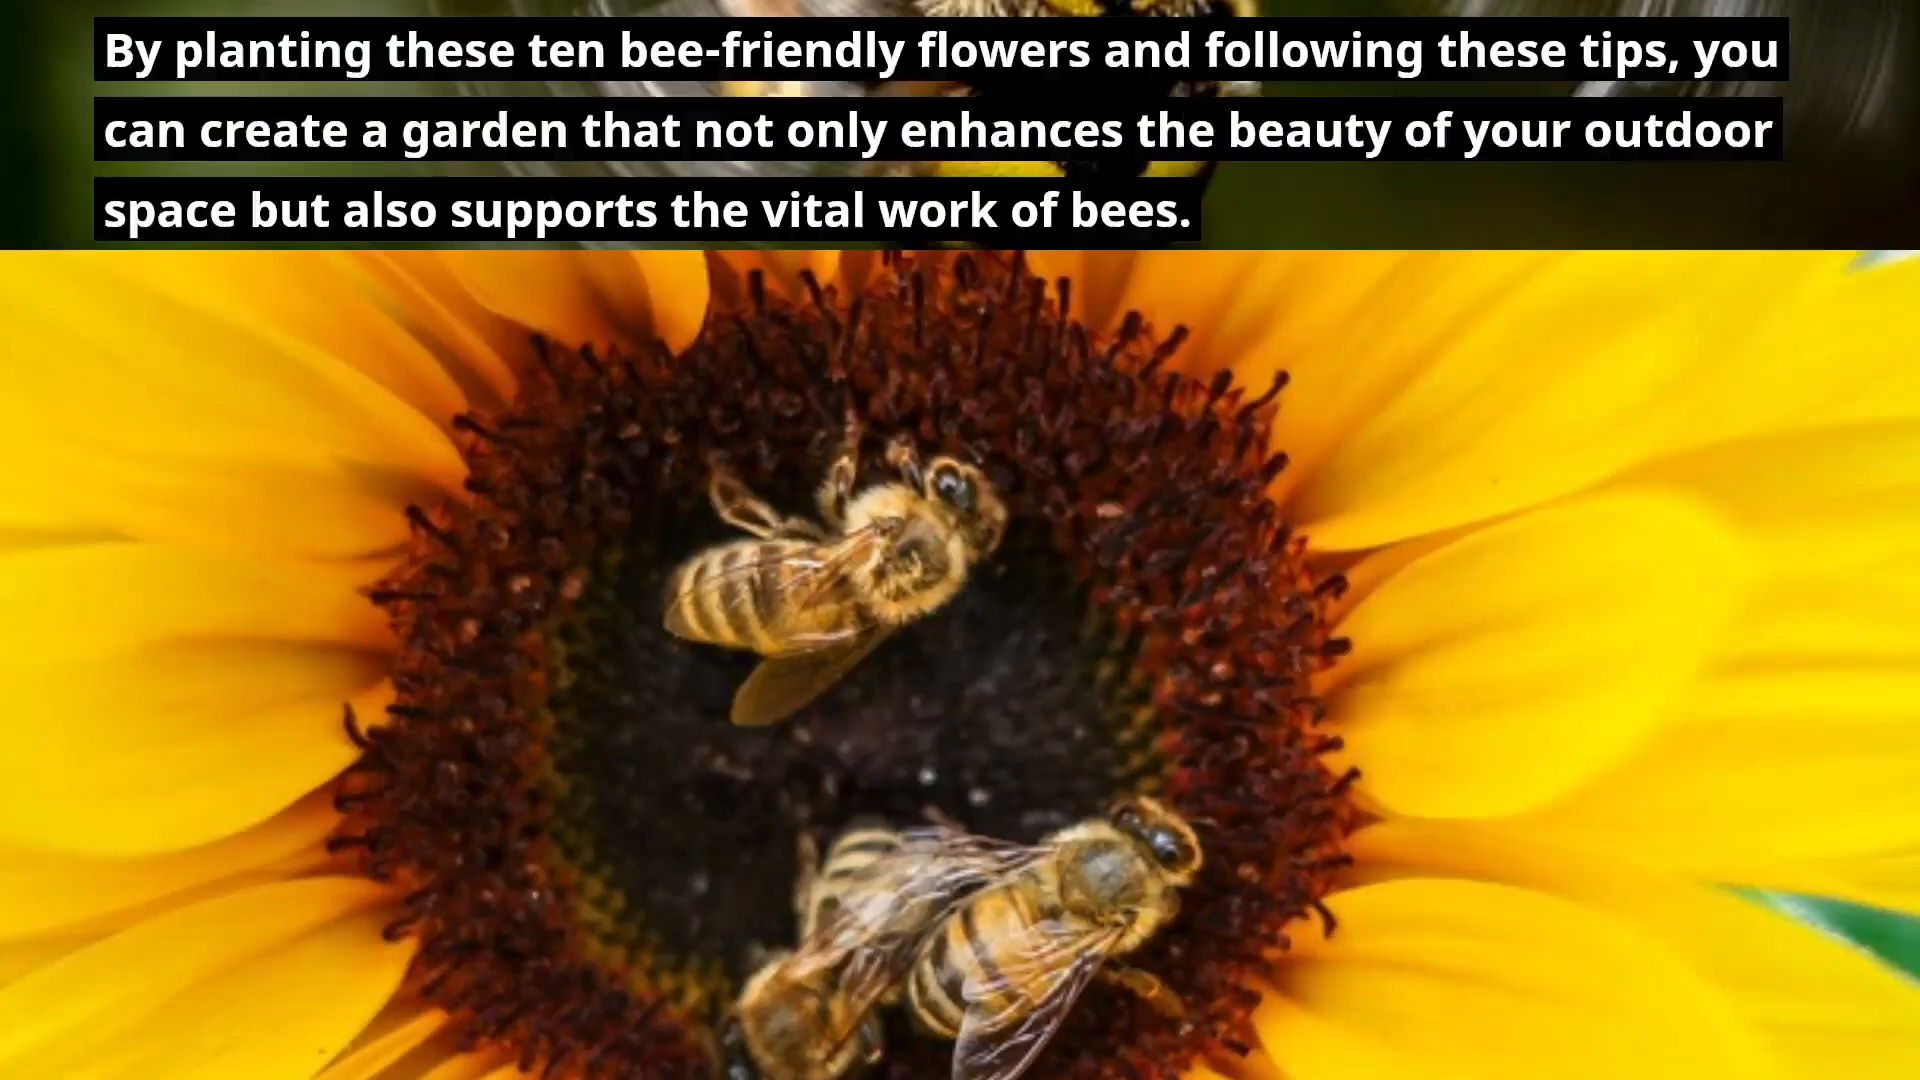 By planting these ten bee-friendly flowers and following these tips, you
can create a garden that not only enhances the beauty of your outdoor
space but also supports the vital work of bees.